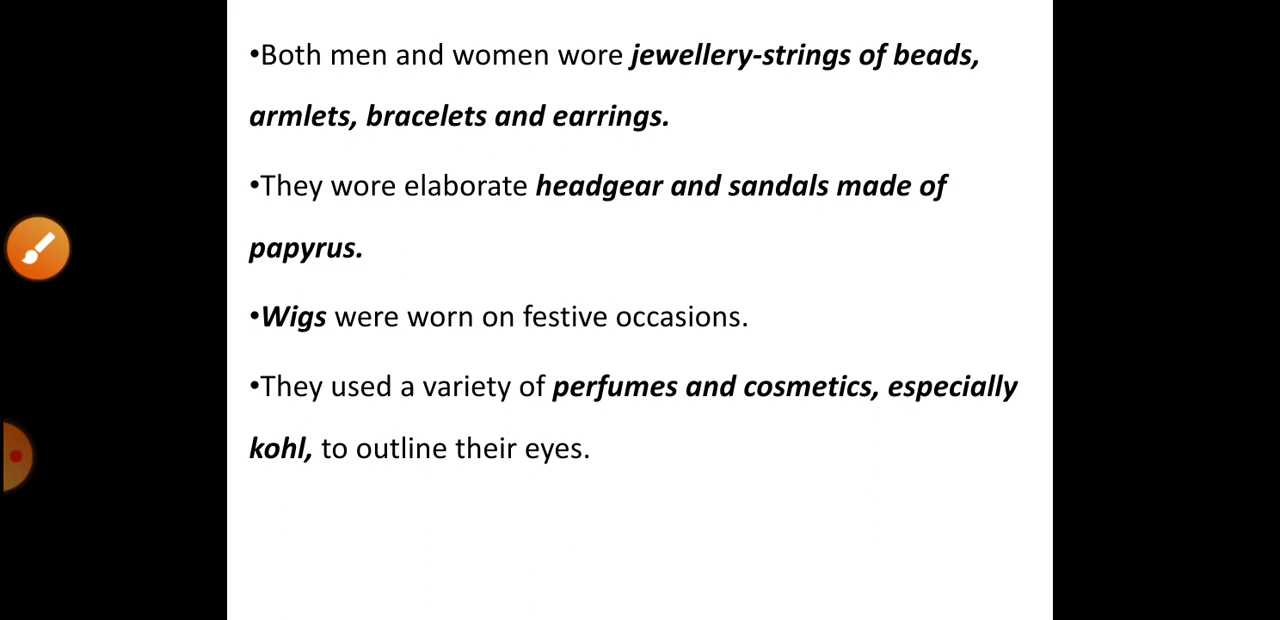 •Both men and women wore jewellery-strings of beads,
armlets, bracelets and earrings.
•They wore elaborate headgear and sandals made of
papyrus.
•Wigs were worn on festive occasions.
•They used a variety of perfumes and cosmetics, especially
kohl, to outline their eyes.